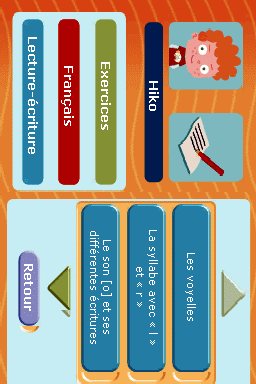 Hiko
Exercices
Français
Lecture-écriture
Les voyelles
La syllabe avec « l »
et « r »
Le son [o] et ses
différentes écritures
Retour